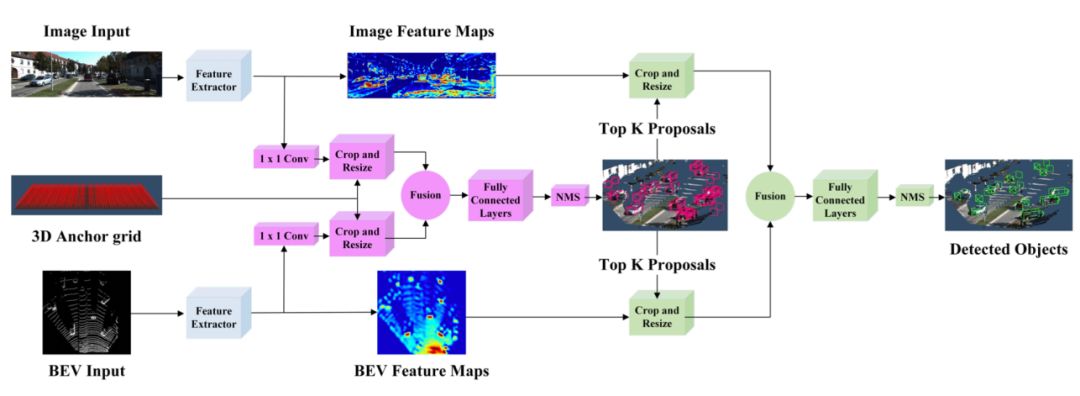 Image Input
Image Feature Maps
Feature
Extractor
Crop and
Resize
Top K Proposals
1 x 1 Conv
Crop and
Resize
Fusion
Fully
Connected
Layers
NMS
Fusion
Fully
Connected
Layers
NMS
3D Anchor grid
1 x 1 Conv
Crop and
Resize
Detected Objects
Top K Proposals
Feature
Extractor
Crop and
Resize
BEV Input
BEV Feature Maps